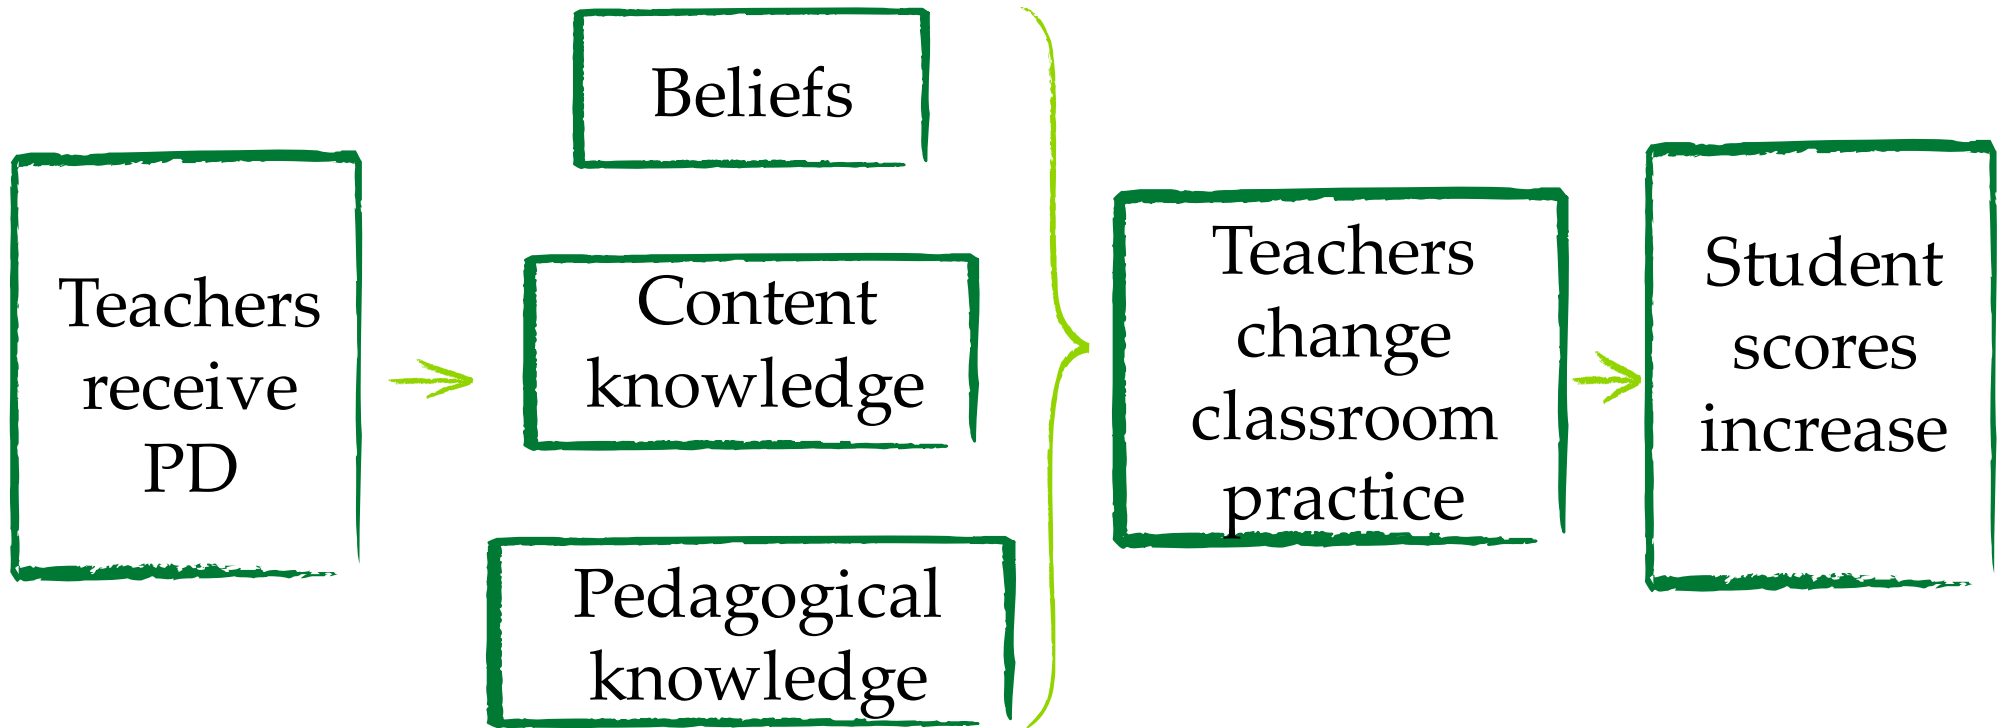 Teachers
receive
PD
Beliefs
Content
knowledge
Pedagogical
knowledge
Teachers
change
classroom
practice
Student
scores
increase